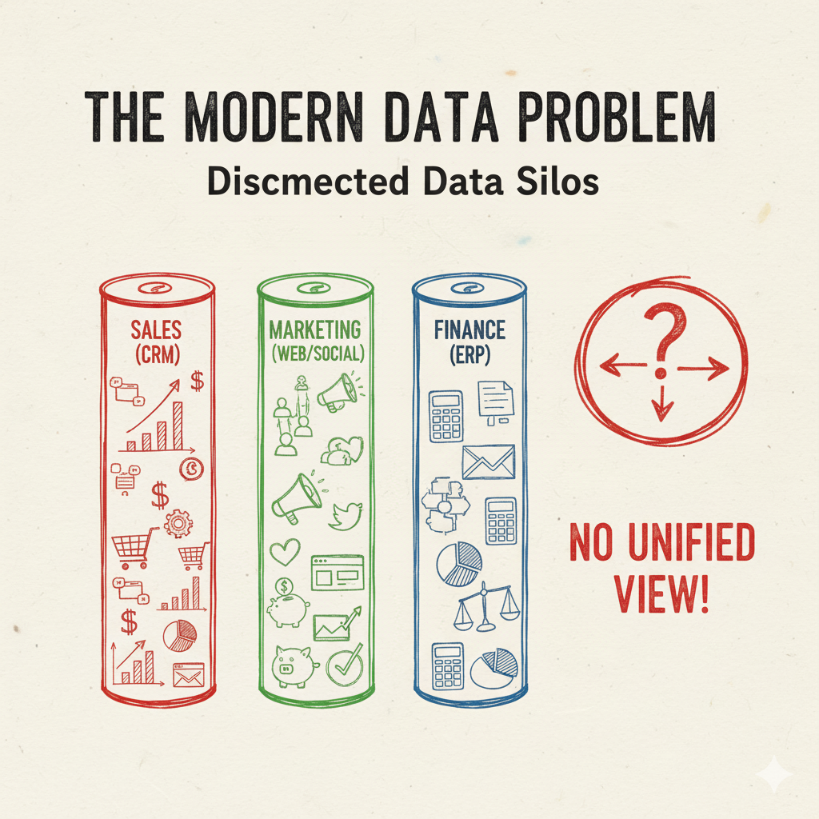 THE MODERN DATA PROBLEM
Discmected Data Silos
SALES
(CRM)
MARKETING
(WEB/SOCIAL)
FINANCE
(ERP)
?
NO UNIFIED
VIEW!
$
$
$
$